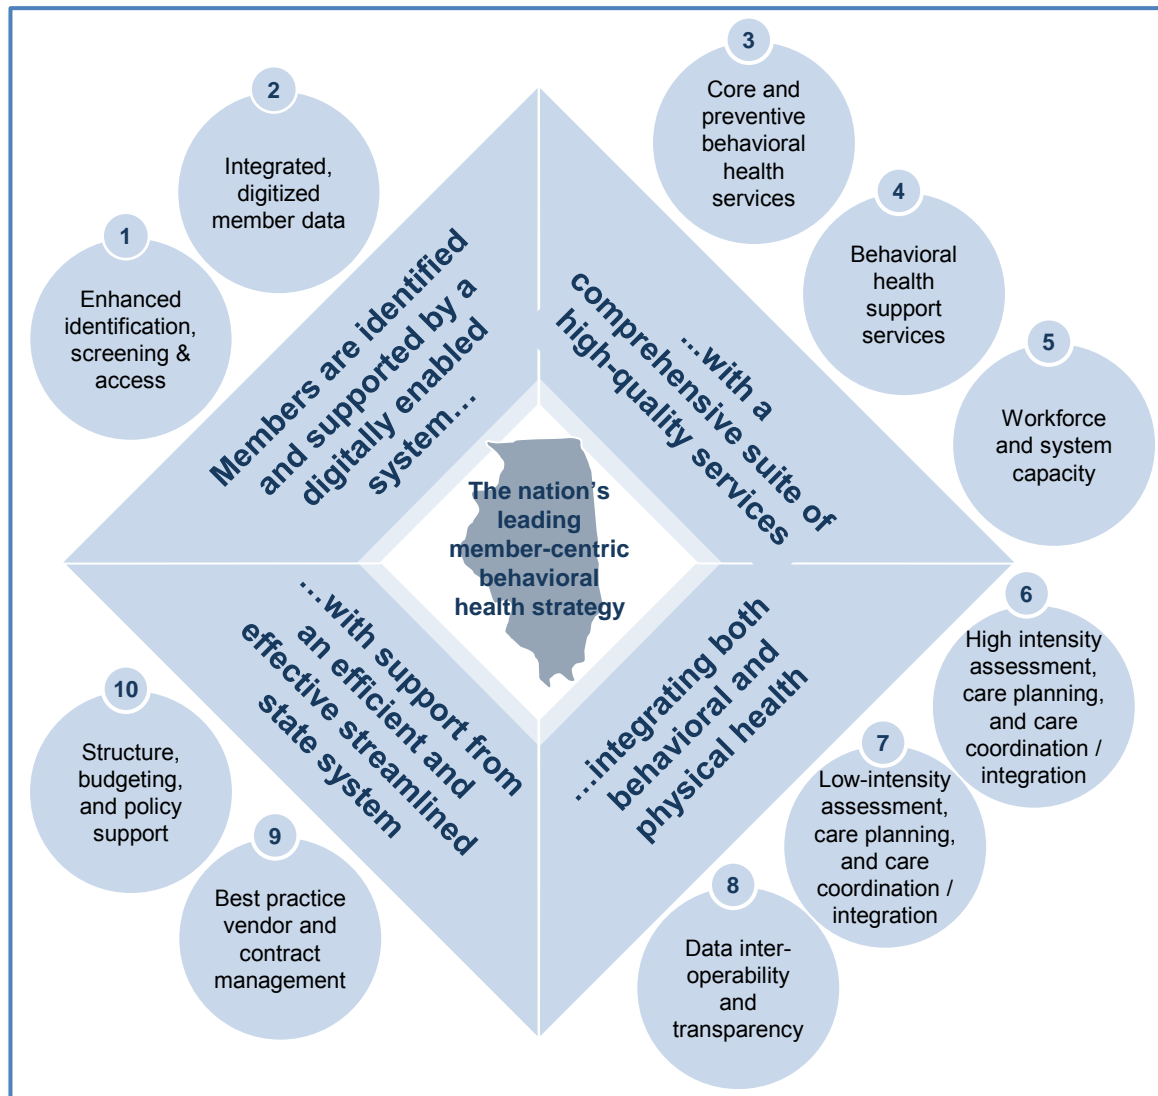 1
Enhanced
identification,
screening &
access
2
Integrated,
digitized
member data
Members are identified
and supported by a
digitally enabled
system…
3
Core and
preventive
behavioral
health
services
4
Behavioral
health
support
services
5
Workforce
and system
capacity
…with a
comprehensive suite of
high-quality services
The nation's
leading
member-centric
behavioral
health strategy
6
High intensity
assessment,
care planning,
and care
coordination /
integration
7
Low-intensity
assessment,
care planning,
and care
coordination /
integration
8
Data inter-
operability
and
transparency
…integrating both
behavioral and
physical health
9
Best practice
vendor and
contract
management
10
Structure,
budgeting,
and policy
support
…with support from
an efficient and
effective streamlined
state system